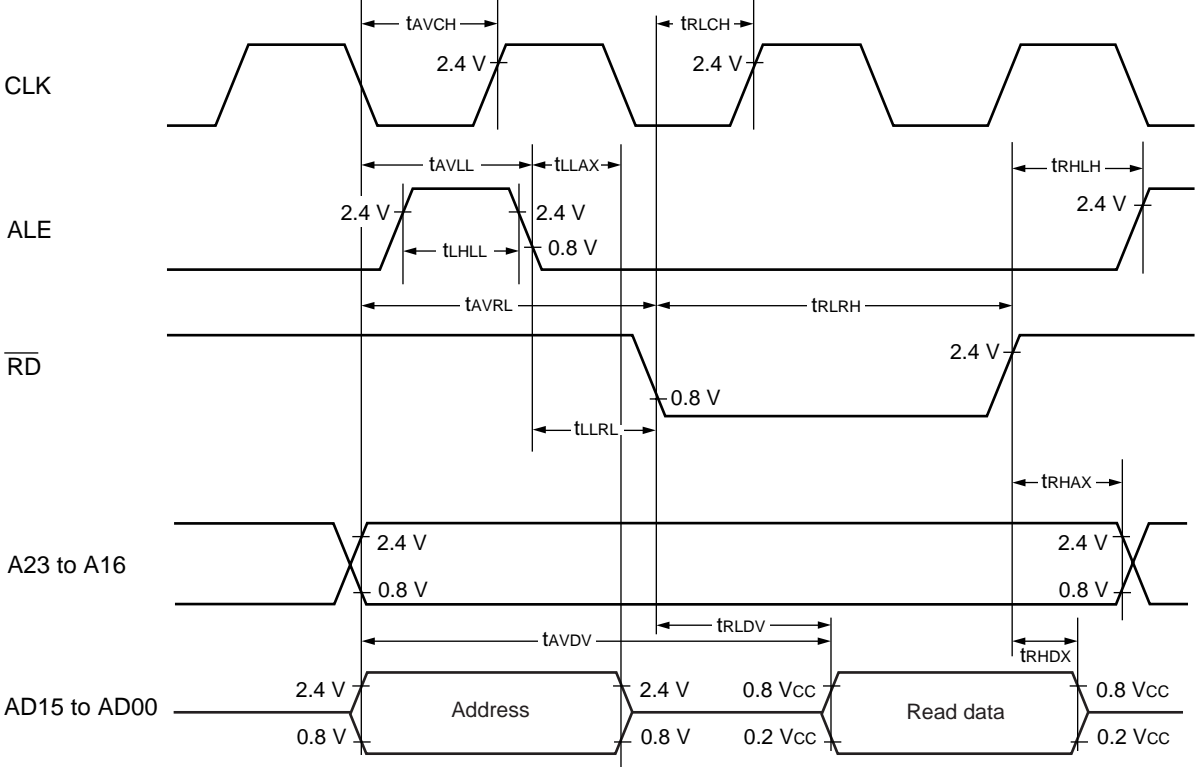 tAVCH
tRLCH
CLK
2.4 V
2.4 V
tAVLL
tLLAX
tRHLH
ALE
2.4 V
2.4 V
2.4 V
tLHLL
0.8 V
tAVRL
tRLRH
RD
2.4 V
0.8 V
tLLRL
tRHAX
A23 to A16
2.4 V
2.4 V
0.8 V
0.8 V
tRLDV
tAVDV
tRHDX
AD15 to AD00
2.4 V
Address
2.4 V
0.8 VCC
Read data
0.8 VCC
0.8 V
0.8 V
0.2 VCC
0.2 VCC